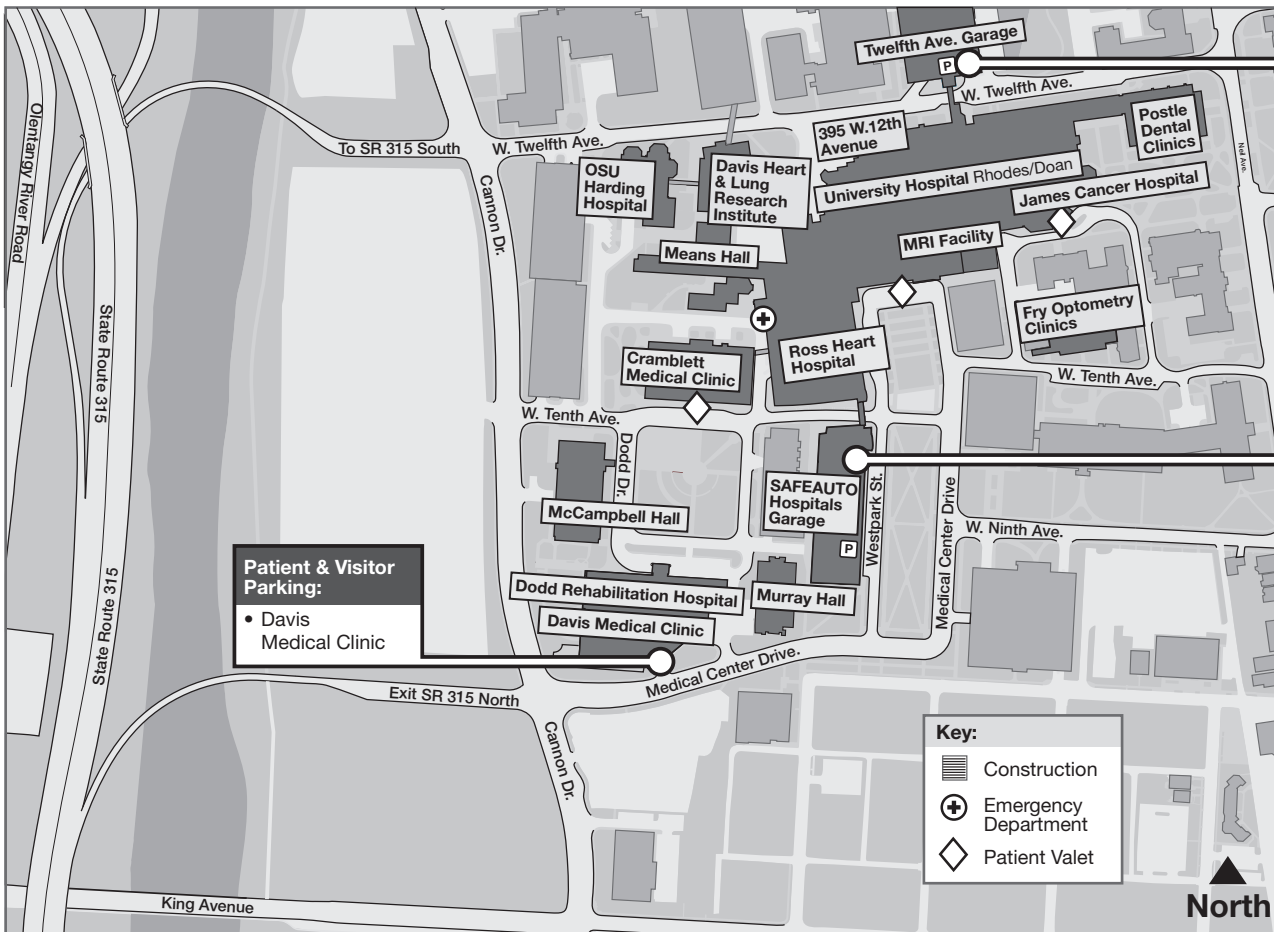 Twelfth Ave. Garage
P
W. Twelfth Ave.
Olentangy River Road
To SR 315 South
W. Twelfth Ave.
395 W.12th
Avenue
Postle
Dental
Clinics
Neil Ave.
OSU
Harding
Hospital
Davis Heart
& Lung
Research
Institute
University Hospital Rhodes/Doan
James Cancer Hospital
Cannon Dr.
Means Hall
MRI Facility
State Route 315
Fry Optometry
Clinics
Ross Heart
Hospital
Cramblett
Medical Clinic
W. Tenth Ave.
W. Tenth Ave.
Dodd Dr.
SAFEAUTO
Hospitals
Garage
P
Westpark St.
Medical Center Drive
McCampbell Hall
W. Ninth Ave.
State Route 315
Patient & Visitor
Parking:
• Davis
Medical Clinic
Dodd Rehabilitation Hospital
Murray Hall
Davis Medical Clinic
Medical Center Drive.
Exit SR 315 North
Cannon Dr.
Key:
Construction
Emergency
Department
Patient Valet
King Avenue
North